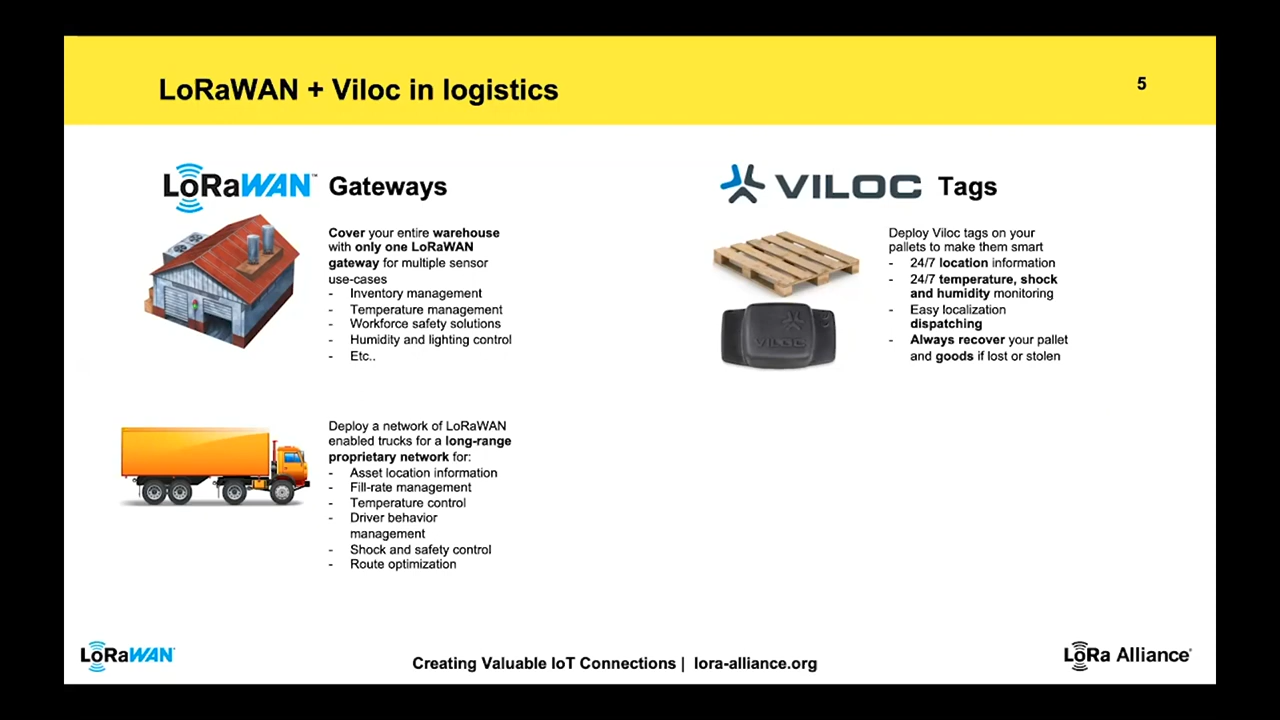 LoRaWAN + Viloc in logistics
5
LoRaWAN™ Gateways
Cover your entire warehouse
with only one LoRaWAN
gateway for multiple sensor
use-cases
- Inventory management
- Temperature management
- Workforce safety solutions
- Humidity and lighting control
- Etc..
Deploy a network of LoRaWAN
enabled trucks for a long-range
proprietary network for:
- Asset location information
- Fill-rate management
- Temperature control
- Driver behavior
management
- Shock and safety control
- Route optimization
VILOC Tags
Deploy Viloc tags on your
pallets to make them smart
- 24/7 location information
- 24/7 temperature, shock
and humidity monitoring
- Easy localization
dispatching
- Always recover your pallet
and goods if lost or stolen
VILOC
LoRaWAN
Creating Valuable IoT Connections | lora-alliance.org
LoRa Alliance